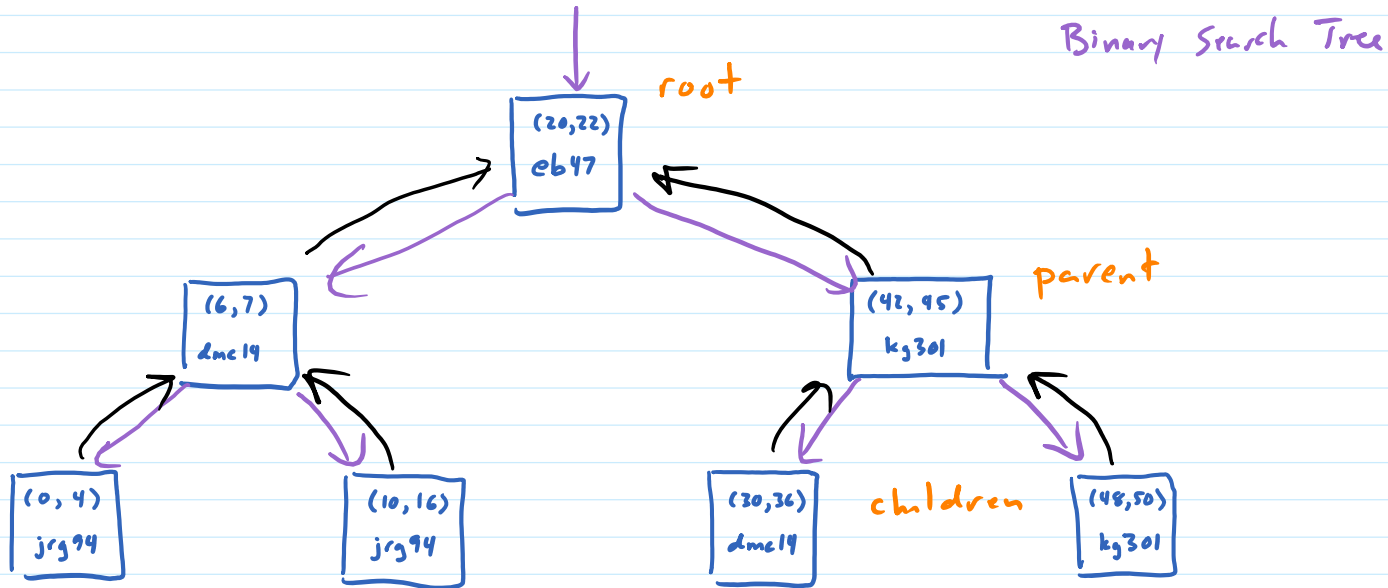 Binary Search Tree
root
(20,22)
eb47
parent
(6,7)
dmc14
(42, 45)
kg301
children
(0, 4)
jrg94
(10,16)
jrg94
(30,36)
dmc14
(48,50)
kg301